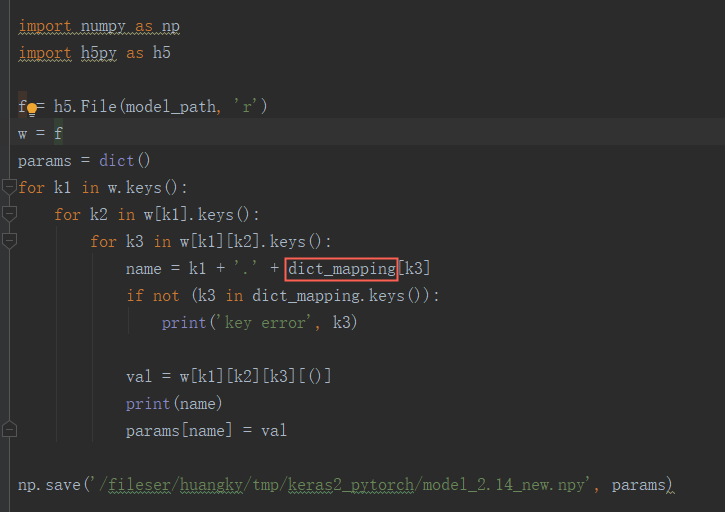 import numpy as np
import h5py as h5
f = h5.File(model_path, 'r')
w = f
params = dict()
for k1 in w.keys():
    for k2 in w[k1].keys():
        for k3 in w[k1][k2].keys():
            name = k1 + '.' + dict_mapping[k3]
            if not (k3 in dict_mapping.keys()):
                print('key error', k3)
            val = w[k1][k2][k3][()]
            print(name)
            params[name] = val
np.save('/fileser/huangky/tmp/keras2_pytorch/model_2.14_new.npy', params)